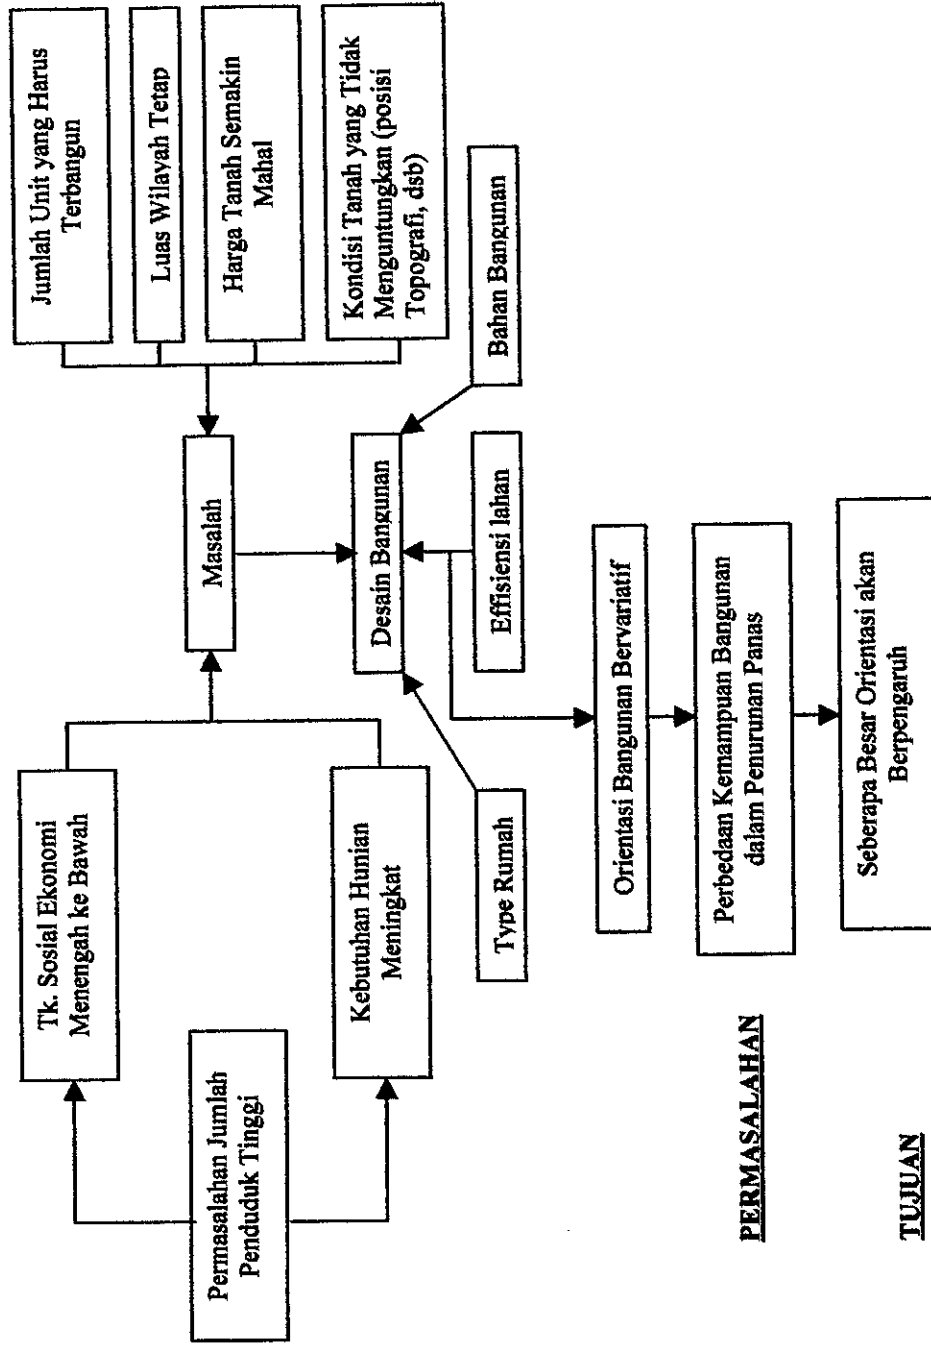 Permasalahan Jumlah
Penduduk Tinggi
Tk. Sosial Ekonomi
Menengah ke Bawah
Kebutuhan Hunian
Meningkat
Masalah
Jumlah Unit yang Harus
Terbangun
Luas Wilayah Tetap
Harga Tanah Semakin
Mahal
Kondisi Tanah yang Tidak
Menguntungkan (posisi
Topografi, dsb)
Desain Bangunan
Type Rumah
Effisiensi lahan
Bahan Bangunan
Orientasi Bangunan Bervariatif
PERMASALAHAN
Perbedaan Kemampuan Bangunan
dalam Penurunan Panas
TUJUAN
Seberapa Besar Orientasi akan
Berpengaruh